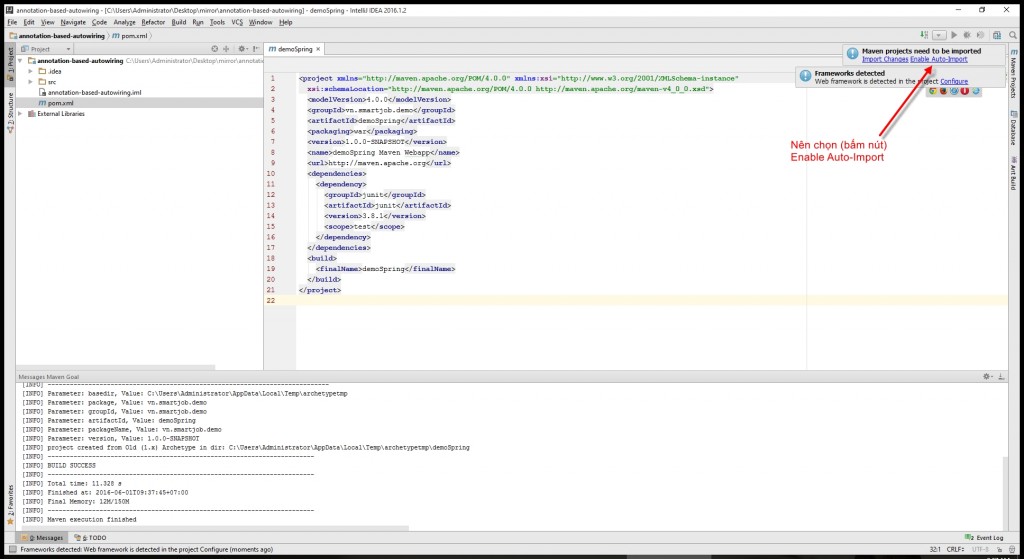 annotation-based-autowiring - [C:\Users\Administrator\Desktop\mirror\annotation-based-autowiring] - demoSpring - IntelliJ IDEA 2016.1.2
File Edit View Navigate Code Analyze Refactor Build Run Tools VCS Window Help
annotation-based-autowiring pom.xml
Project
demoSpring
annotation-based-autowiring C:\Users\Administrator\Desktop\mirror\annotation-based-autowiring
.idea
src
annotation-based-autowiring.iml
pom.xml
External Libraries
1: Project
Z: Structure
2: Favorites
Maven projects need to be imported
Import Changes Enable Auto-Import
Frameworks detected
Web framework is detected in the project Configure
Nên chọn (bấm nút)
Enable Auto-Import
Maven Projects
Database
Ant Build
1 <project xmlns="http://maven.apache.org/POM/4.0.0" xmlns:xsi="http://www.w3.org/2001/XMLSchema-instance"
2 xsi:schemaLocation="http://maven.apache.org/POM/4.0.0 http://maven.apache.org/maven-v4_0_0.xsd">
3 <modelVersion>4.0.0</modelVersion>
4 <groupId>vn.smartjob.demo</groupId>
5 <artifactId>demoSpring</artifactId>
6 <packaging>war</packaging>
7 <version>1.0.0-SNAPSHOT</version>
8 <name>demoSpring Maven Webapp</name>
9 <url>http://maven.apache.org</url>
10 <dependencies>
11 <dependency>
12 <groupId>junit</groupId>
13 <artifactId>junit</artifactId>
14 <version>3.8.1</version>
15 <scope>test</scope>
16 </dependency>
17 </dependencies>
18 <build>
19 <finalName>demoSpring</finalName>
20 </build>
21 </project>
22
Messages Maven Goal
[INFO] ----------------------------------------------------------------------------
[INFO] Parameter: basedir, Value: C:\Users\Administrator\AppData\Local\Temp\archetypetmp
[INFO] Parameter: package, Value: vn.smartjob.demo
[INFO] Parameter: groupId, Value: vn.smartjob.demo
[INFO] Parameter: artifactId, Value: demoSpring
[INFO] Parameter: packageName, Value: vn.smartjob.demo
[INFO] Parameter: version, Value: 1.0.0-SNAPSHOT
[INFO] project created from Old (1.x) Archetype in dir: C:\Users\Administrator\AppData\Local\Temp\archetypetmp\demoSpring
[INFO] ------------------------------------------------------------------------
[INFO] BUILD SUCCESS
[INFO] ------------------------------------------------------------------------
[INFO] Total time: 11.328 s
[INFO] Finished at: 2016-06-01T09:37:45+07:00
[INFO] Final Memory: 12M/150M
[INFO] ------------------------------------------------------------------------
[INFO] Maven execution finished
0: Messages 6: TODO Event Log
Frameworks detected: Web framework is detected in the project Configure (moments ago) 32:1 CRLF÷ UTF-8